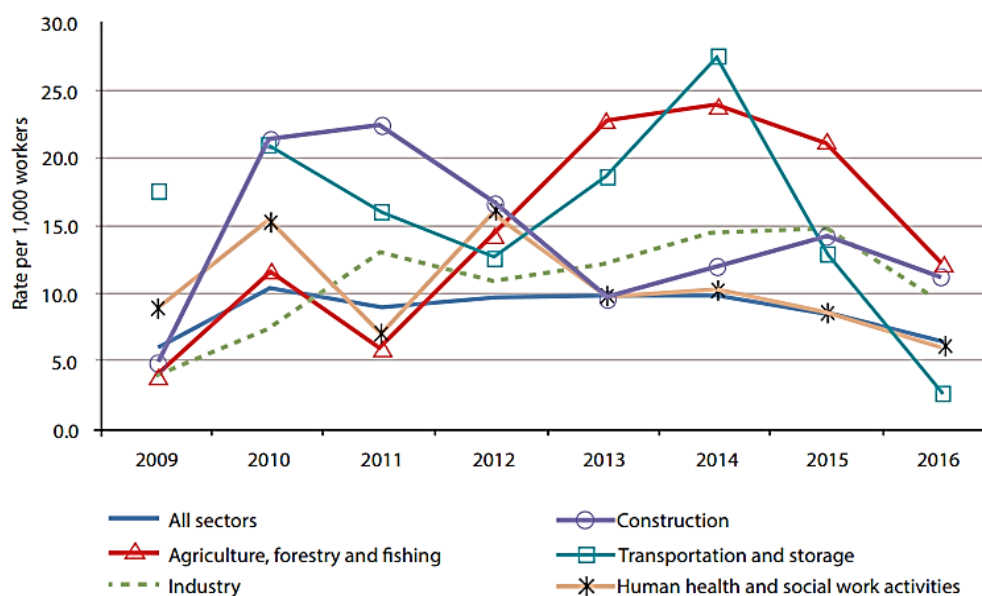 30.0
25.0
20.0
15.0
10.0
5.0
0.0
Rate per 1,000 workers
2009 2010 2011 2012 2013 2014 2015 2016
All sectors Construction
Agriculture, forestry and fishing Transportation and storage
Industry Human health and social work activities